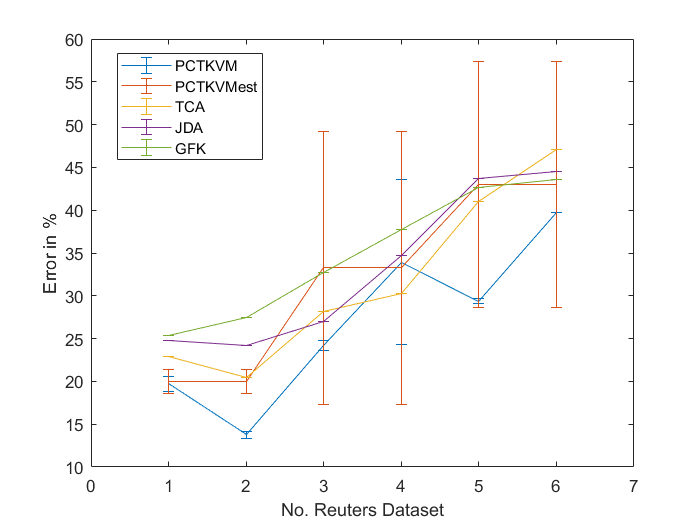 60
55
50
45
40
35
30
25
20
15
10
Error in %
PCTKVM
PCTKVMest
TCA
JDA
GFK
0 1 2 3 4 5 6 7
No. Reuters Dataset